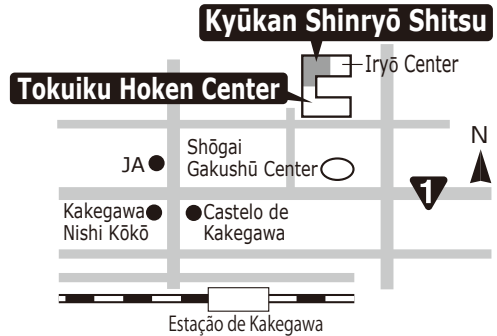 Kyūkan Shinryō Shitsu
Iryō Center
Tokuiku Hoken Center
N
JA
Shōgai
Gakushū Center
1
Kakegawa
Nishi Kōkō
Castelo de
Kakegawa
Estação de Kakegawa